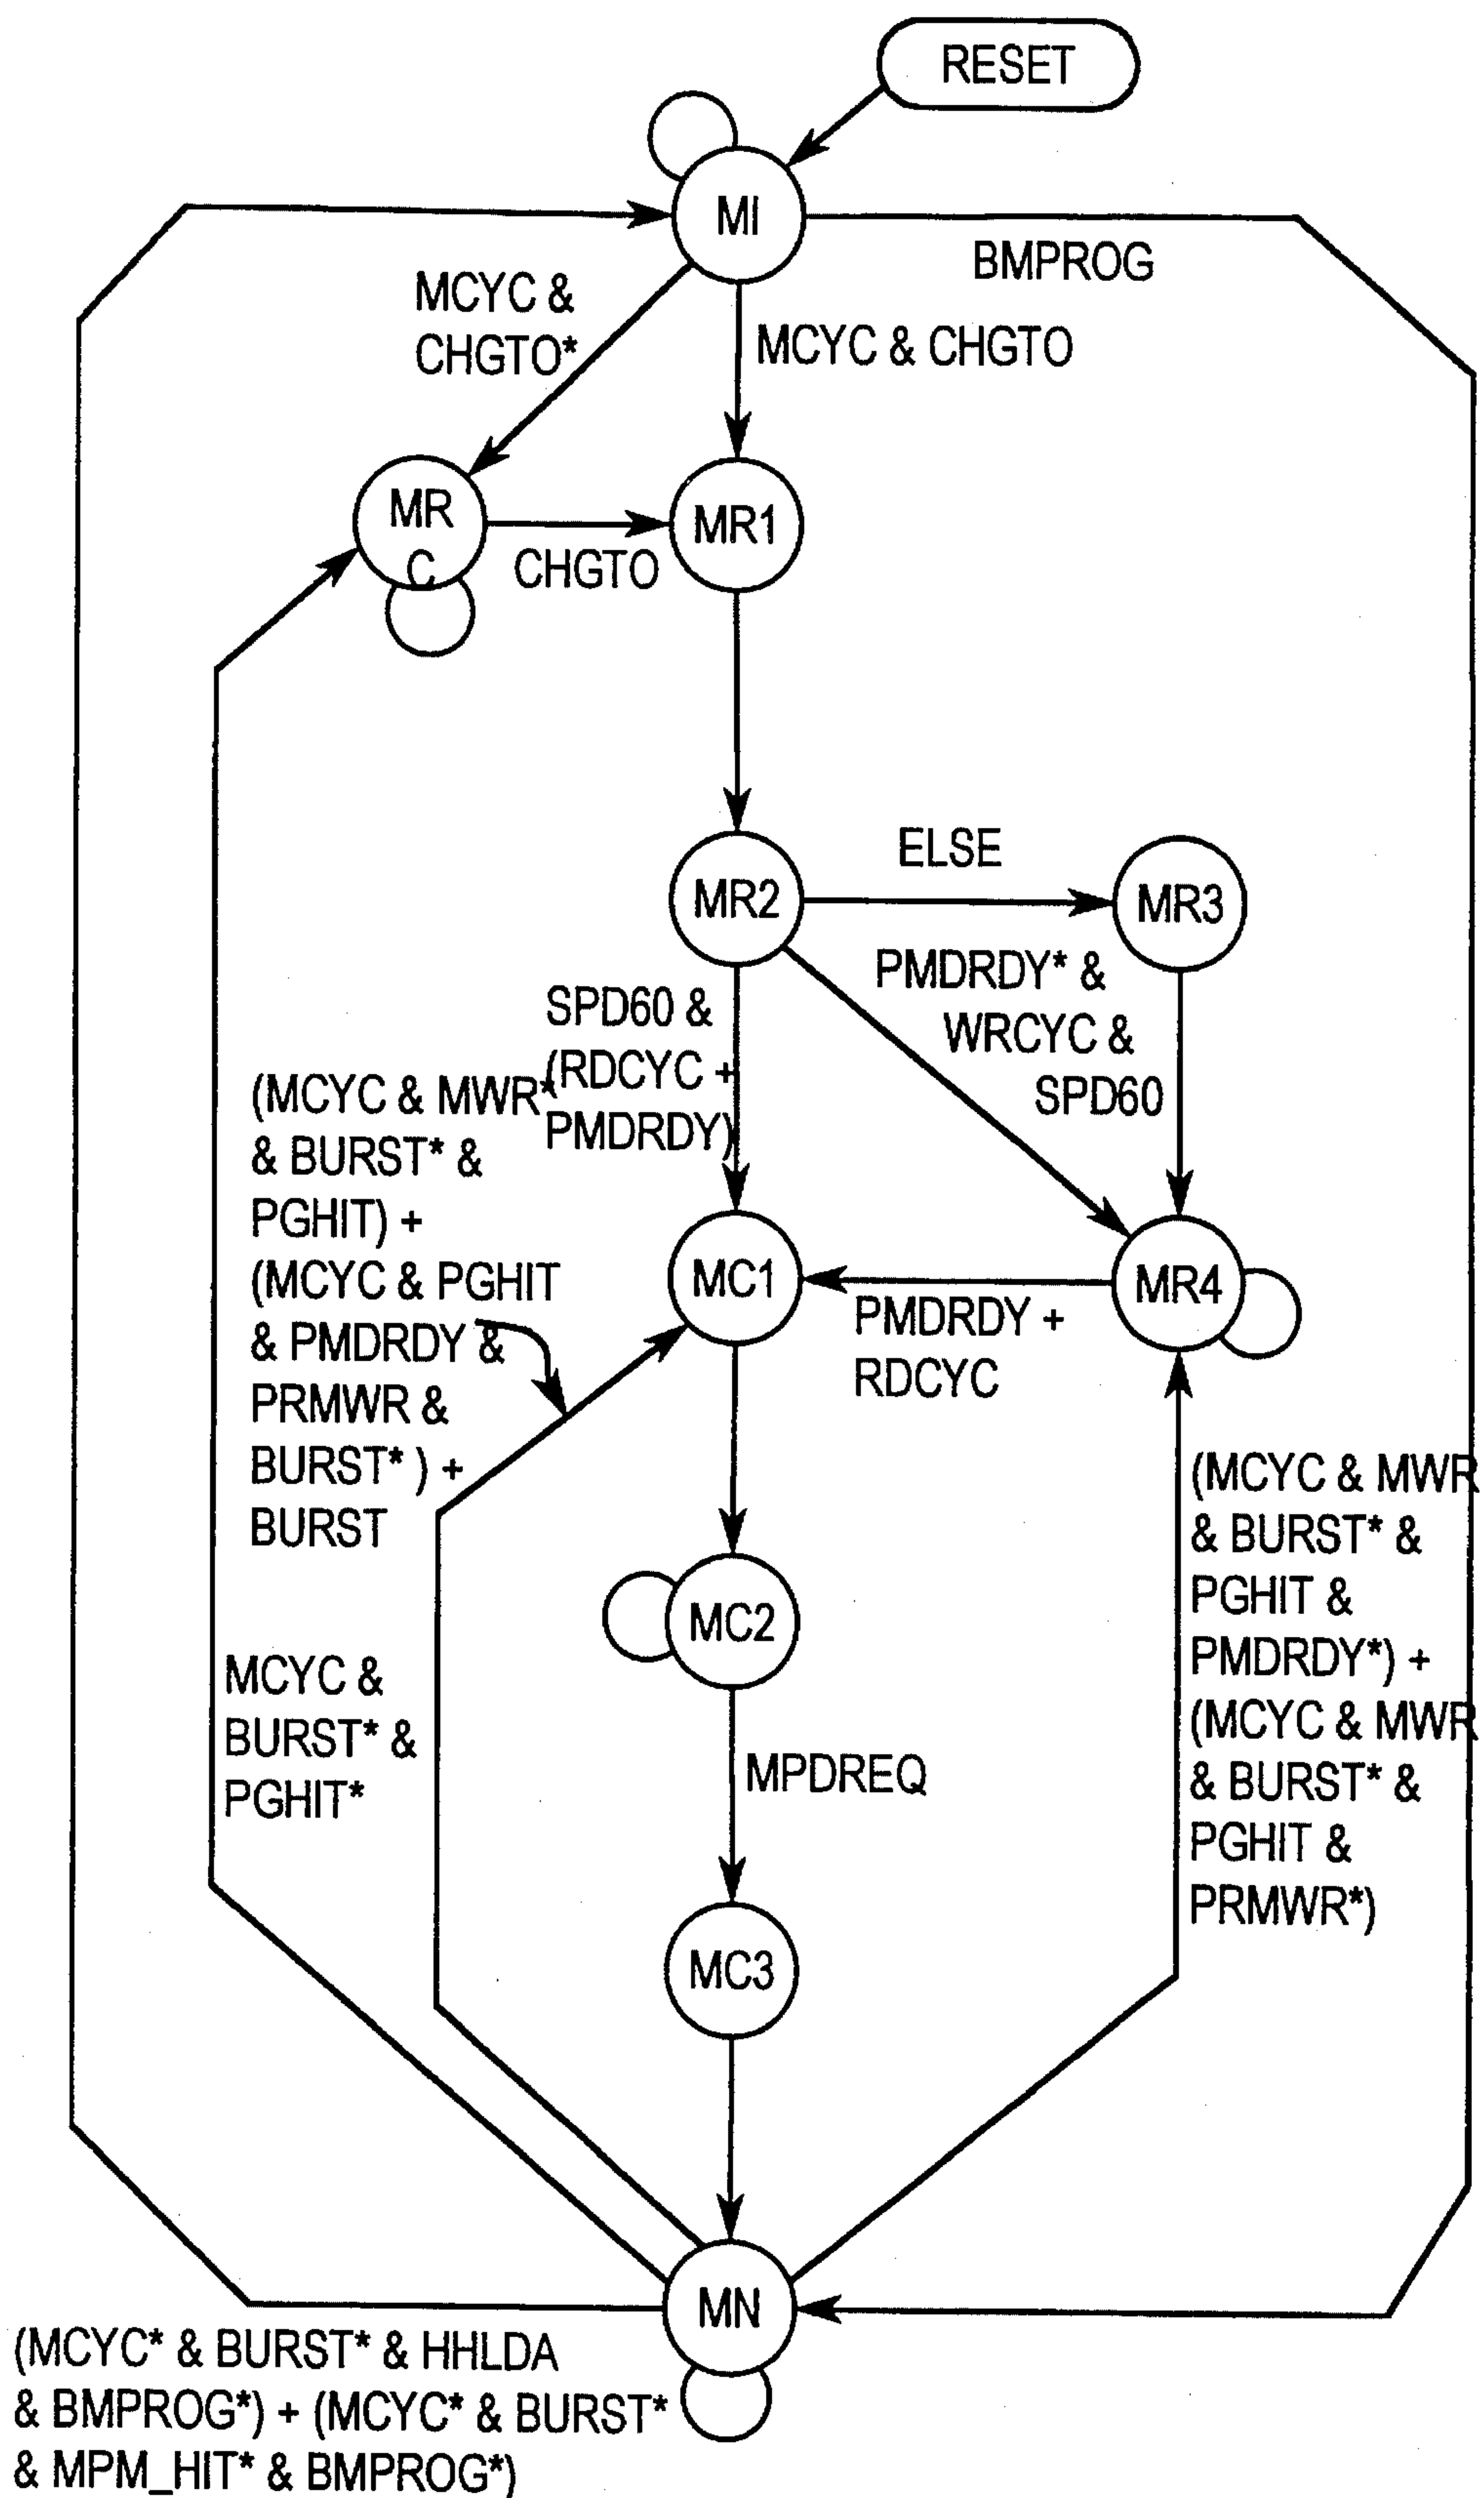 RESET
MI
BMPROG
MCYC &
CHGTO*
MCYC & CHGTO
MR
C
CHGTO
MR1
MR2
ELSE
MR3
PMDRDY* &
WRCYC &
SPD60
SPD60 &
(RDCYC +
PMDRDY)
(MCYC & MWR*
& BURST* &
PGHIT) +
(MCYC & PGHIT
& PMDRDY &
PRMWR &
BURST* ) +
BURST
MC1
PMDRDY +
RDCYC
MR4
(MCYC & MWR
& BURST* &
PGHIT &
PMDRDY*) +
(MCYC & MWR
& BURST* &
PGHIT &
PRMWR*)
MC2
MCYC &
BURST* &
PGHIT*
MPDREQ
MC3
MN
(MCYC* & BURST* & HHLDA
& BMPROG*) + (MCYC* & BURST*
& MPM_HIT* & BMPROG*)